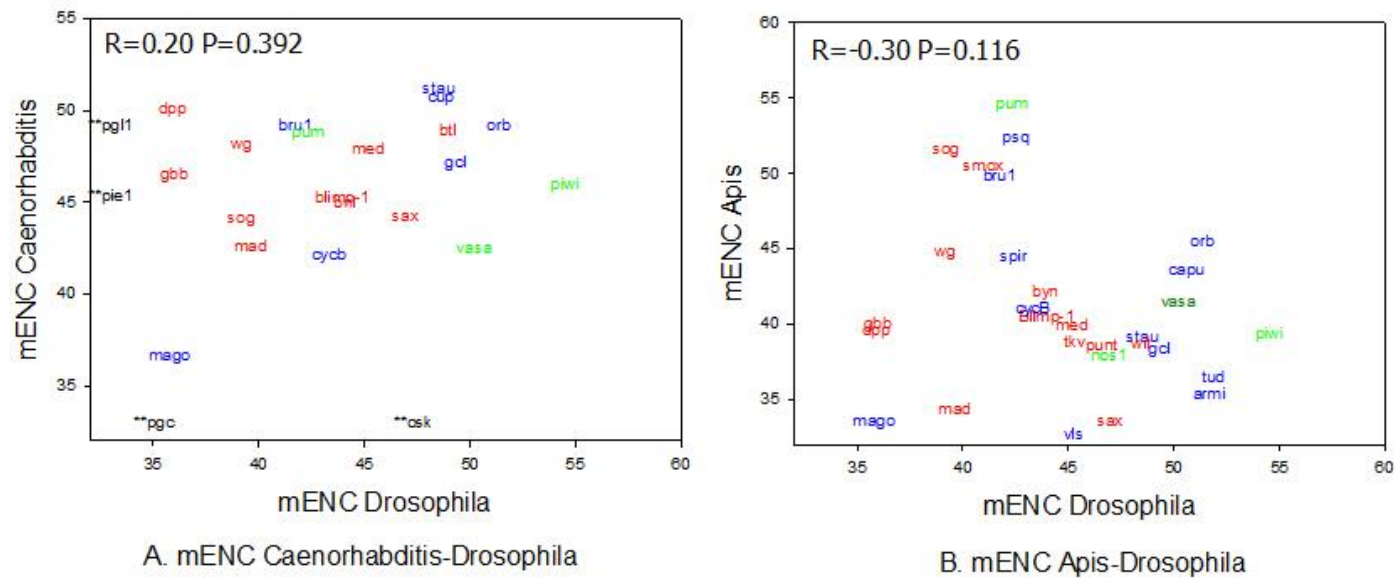 55
R=0.20 P=0.392
stau
cup
dpp
50
**pgl1
bru1
pum
btl
orb
wg
med
gcl
gbb
piwi
**pie1
blimp-1
45
sog
sax
mad
cycb
vasa
40
mago
35
**pgc
**osk
35 40 45 50 55 60
mENC Caenorhabditis
mENC Drosophila
A. mENC Caenorhabditis-Drosophila
60
R=-0.30 P=0.116
55
pum
psq
sog
smox
50
bru1
orb
wg
45
spir
capu
byn
vasa
cycB
Blimp-1
gbb
med
40
dpp
piwi
stau
tkv
punt
gcl
nos1
tud
armi
35
mad
mago
sax
vls
35 40 45 50 55 60
mENC Apis
mENC Drosophila
B. mENC Apis-Drosophila